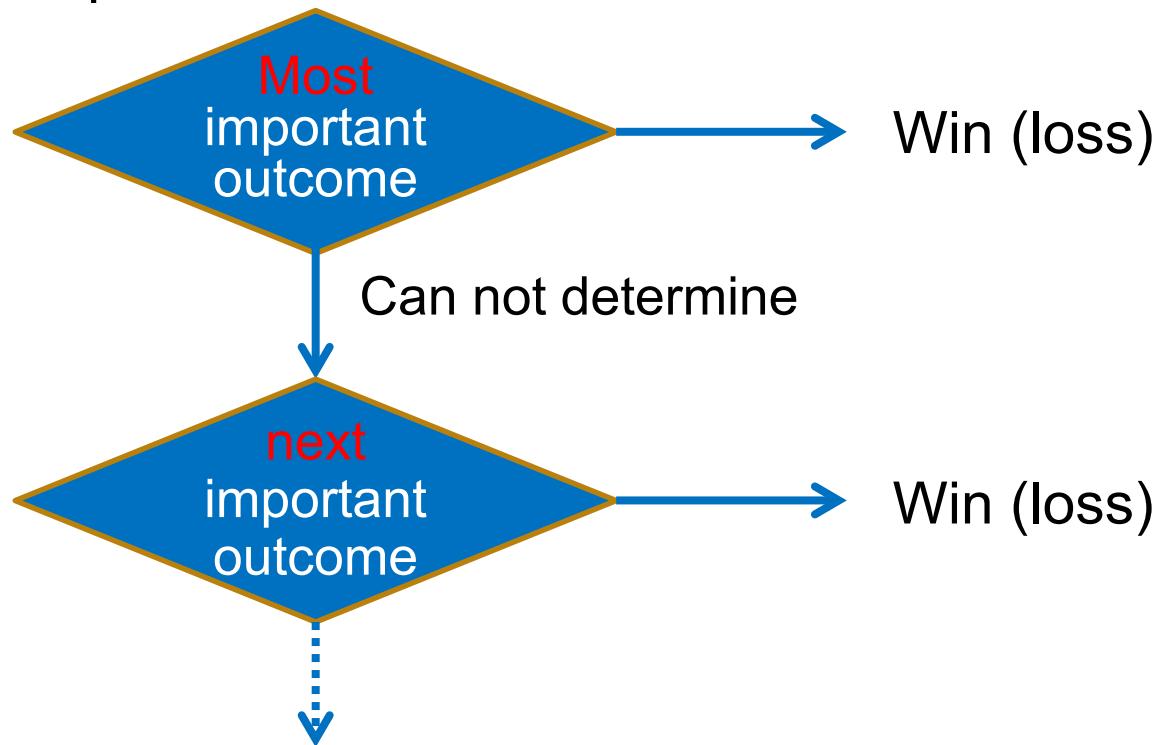 Most
important
outcome
Win (loss)
Can not determine
next
important
outcome
Win (loss)